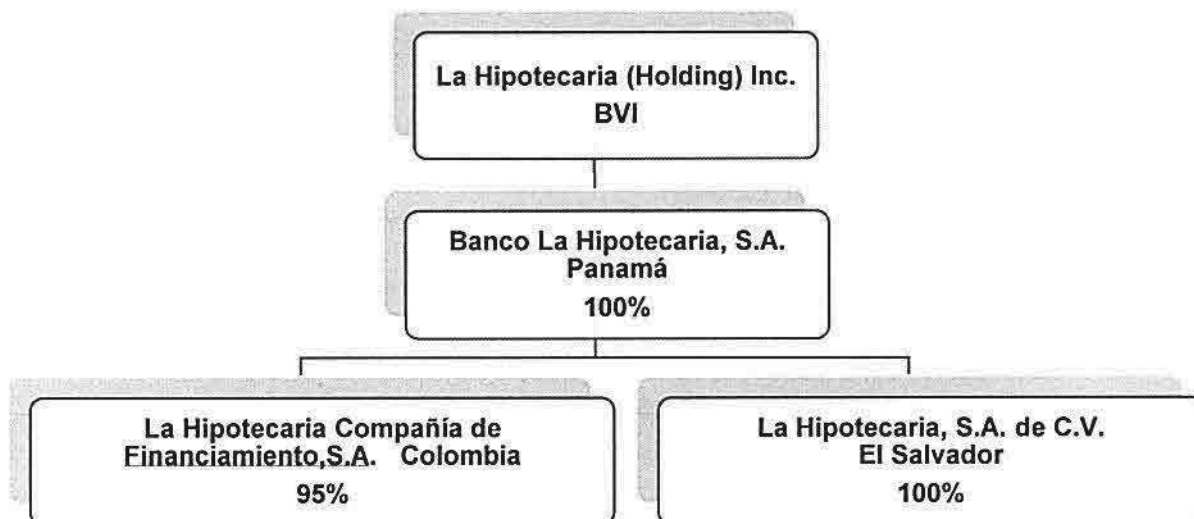 La Hipotecaria (Holding) Inc.
BVI
Banco La Hipotecaria, S.A.
Panamá
100%
La Hipotecaria Compañía de
Financiamiento,S.A. Colombia
95%
La Hipotecaria, S.A. de C.V.
El Salvador
100%